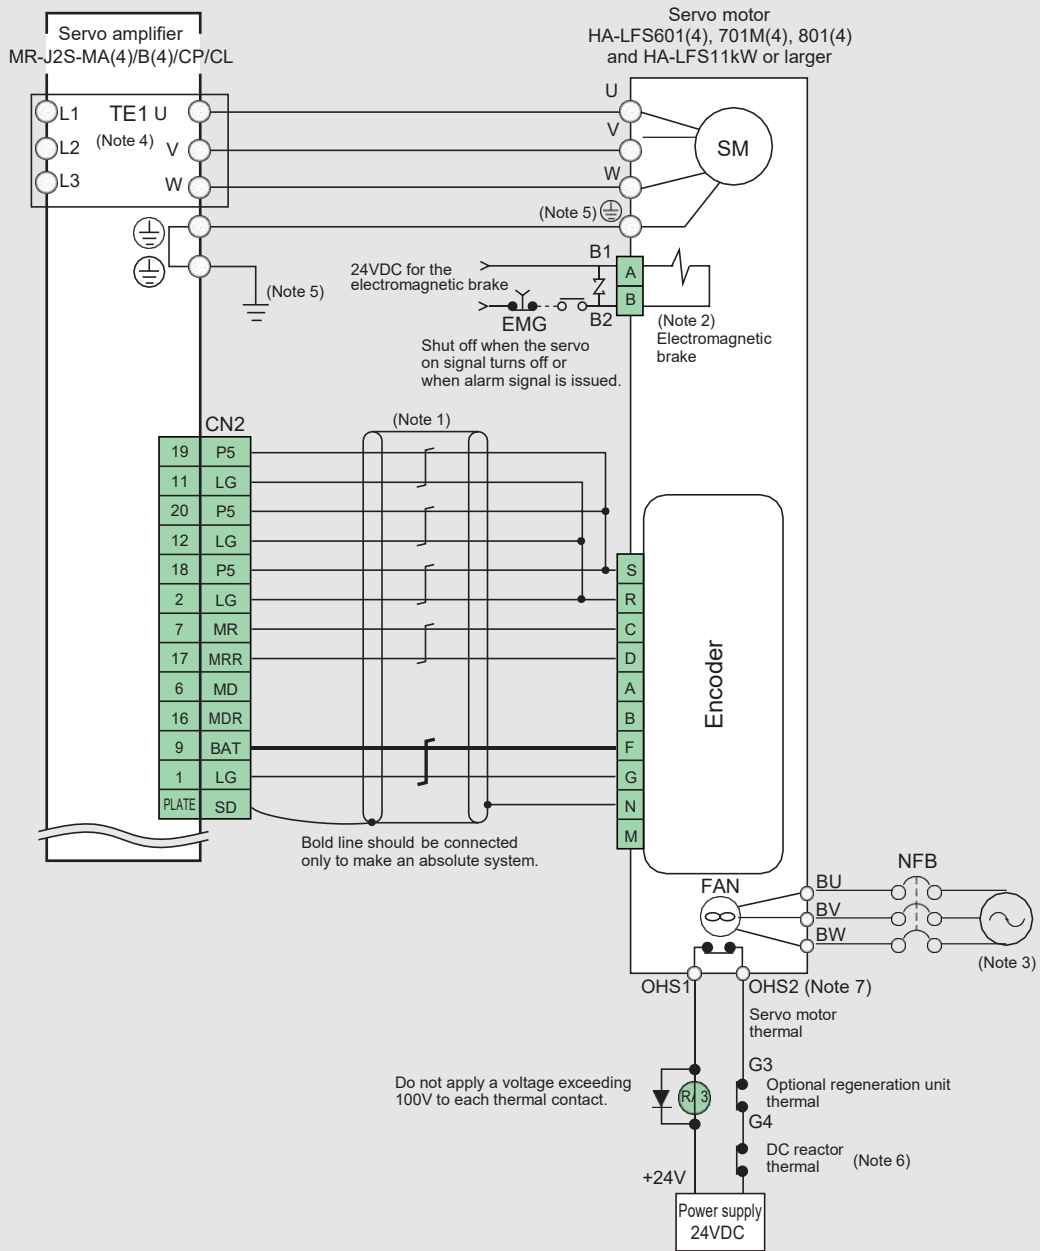 Servo amplifier
MR-J2S-MA(4)/B(4)/CP/CL
Servo motor
HA-LFS601(4), 701M(4), 801(4)
and HA-LFS11kW or larger
L1
TE1
U
L2
(Note 4)
V
L3
W
U
V
W
SM
(Note 5)
(Note 5)
24VDC for the
electromagnetic brake
B1
A
B
B2
EMG
Shut off when the servo
on signal turns off or
when alarm signal is issued.
(Note 2)
Electromagnetic
brake
CN2
(Note 1)
19 P5
11 LG
20 P5
12 LG
18 P5
2 LG
7 MR
17 MRR
6 MD
16 MDR
9 BAT
1 LG
PLATE SD
S
R
C
D
A
B
F
G
N
M
Encoder
Bold line should be connected
only to make an absolute system.
FAN
BU
BV
BW
NFB
(Note 3)
OHS1
OHS2 (Note 7)
Servo motor
thermal
Do not apply a voltage exceeding
100V to each thermal contact.
RA3
G3
Optional regeneration unit
thermal
G4
DC reactor
thermal
(Note 6)
+24V
Power supply
24VDC